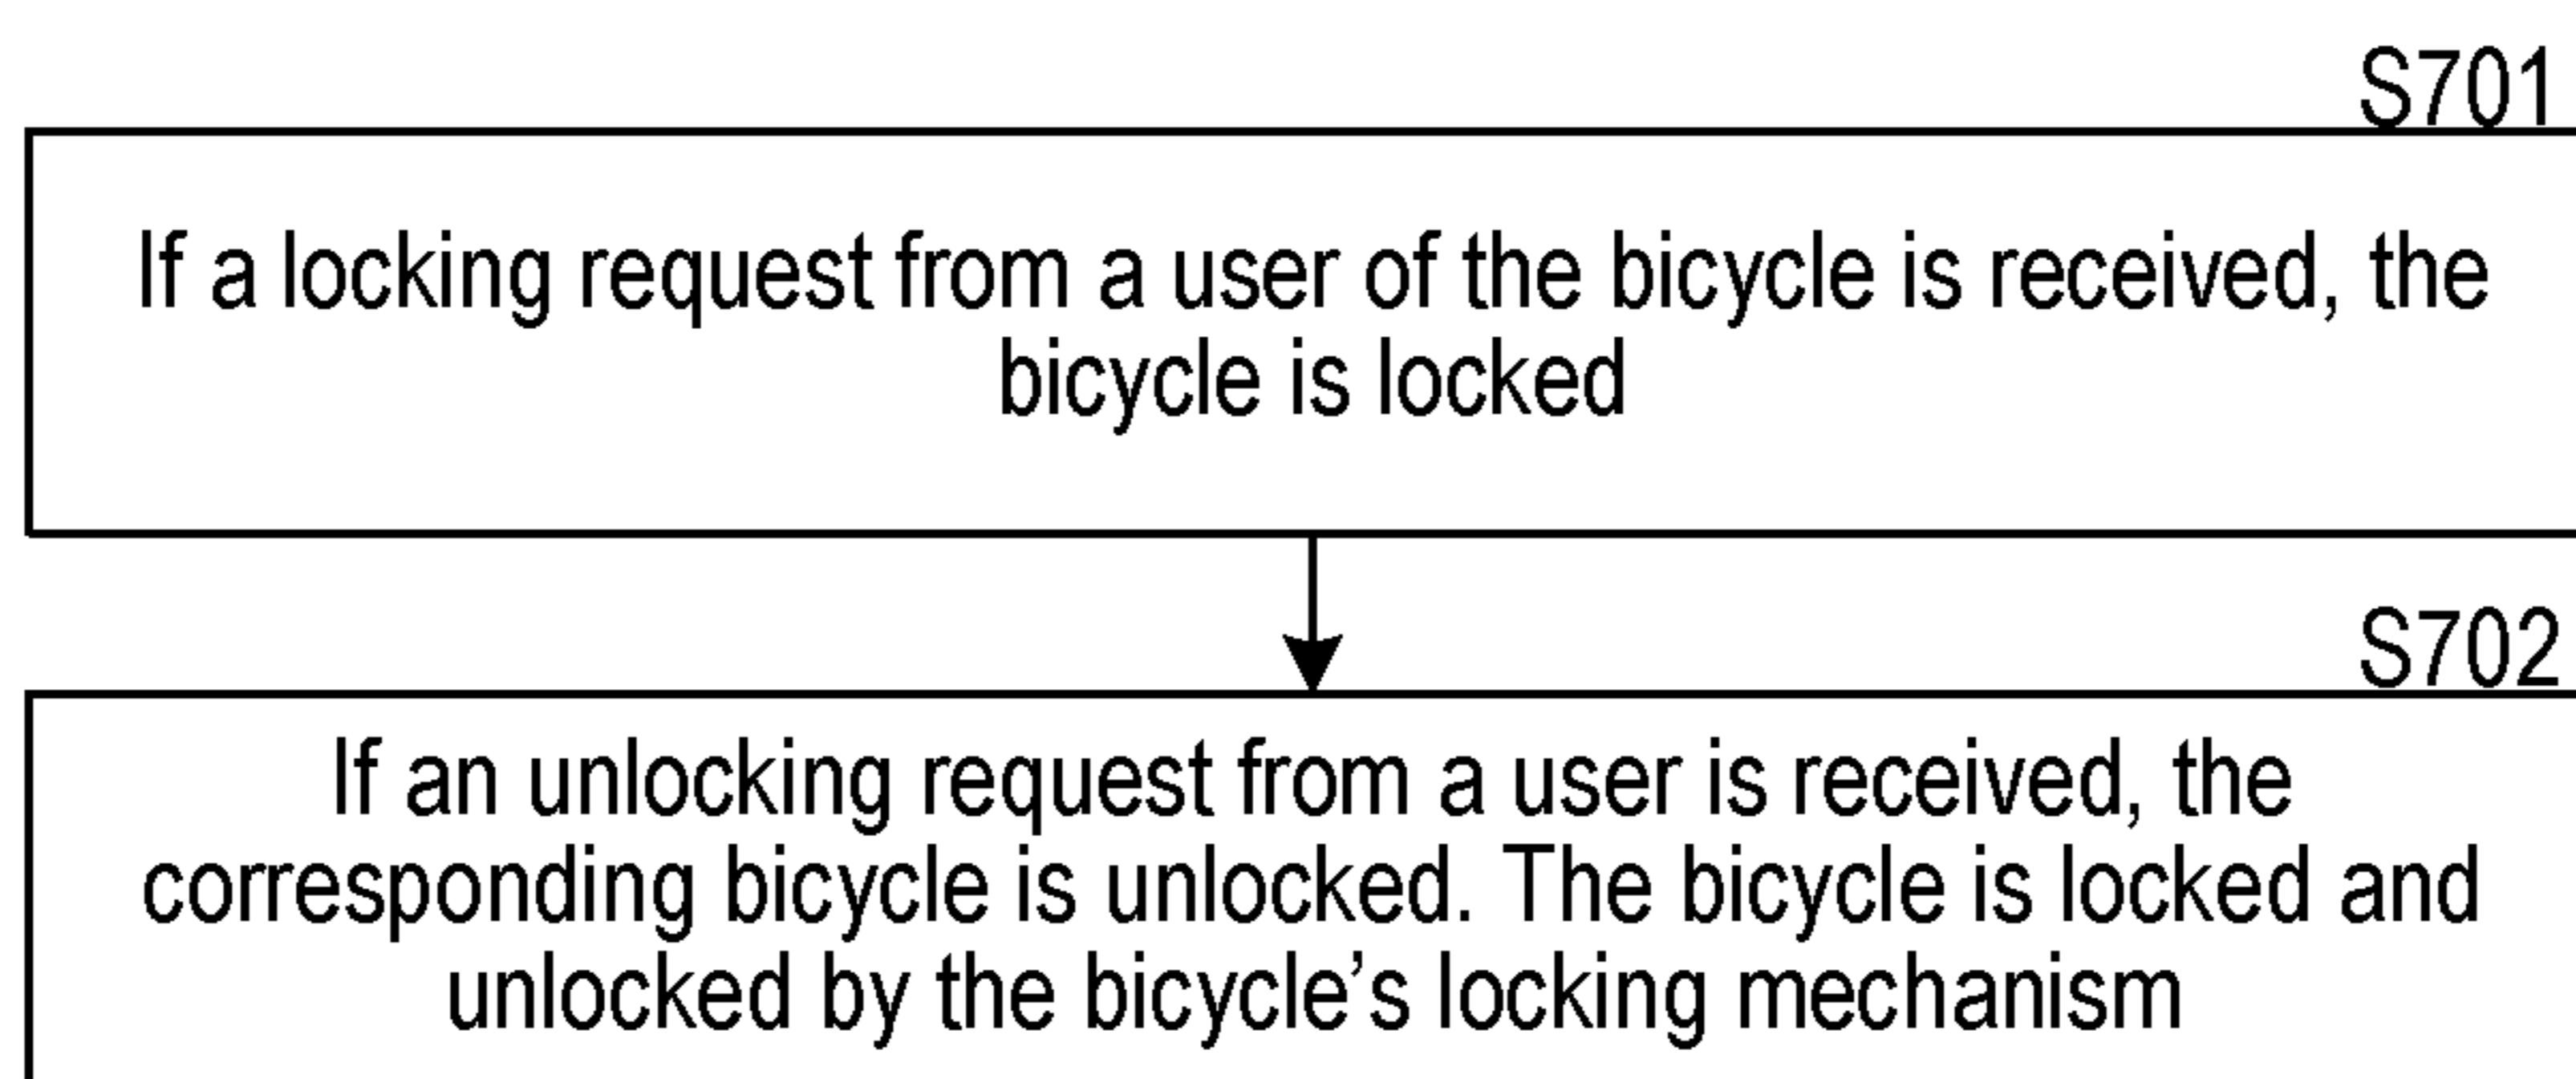 S701
If a locking request from a user of the bicycle is received, the
bicycle is locked
S702
If an unlocking request from a user is received, the
corresponding bicycle is unlocked. The bicycle is locked and
unlocked by the bicycle’s locking mechanism